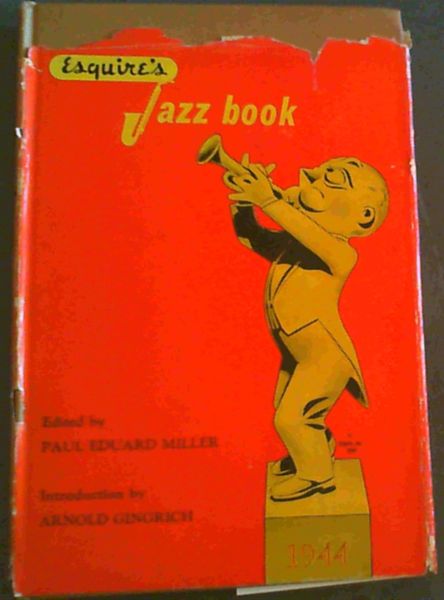 Esquire's
Jazz book
Edited by
PAUL EDUARD MILLER
Introduction by
ARNOLD GINGRICH
1944